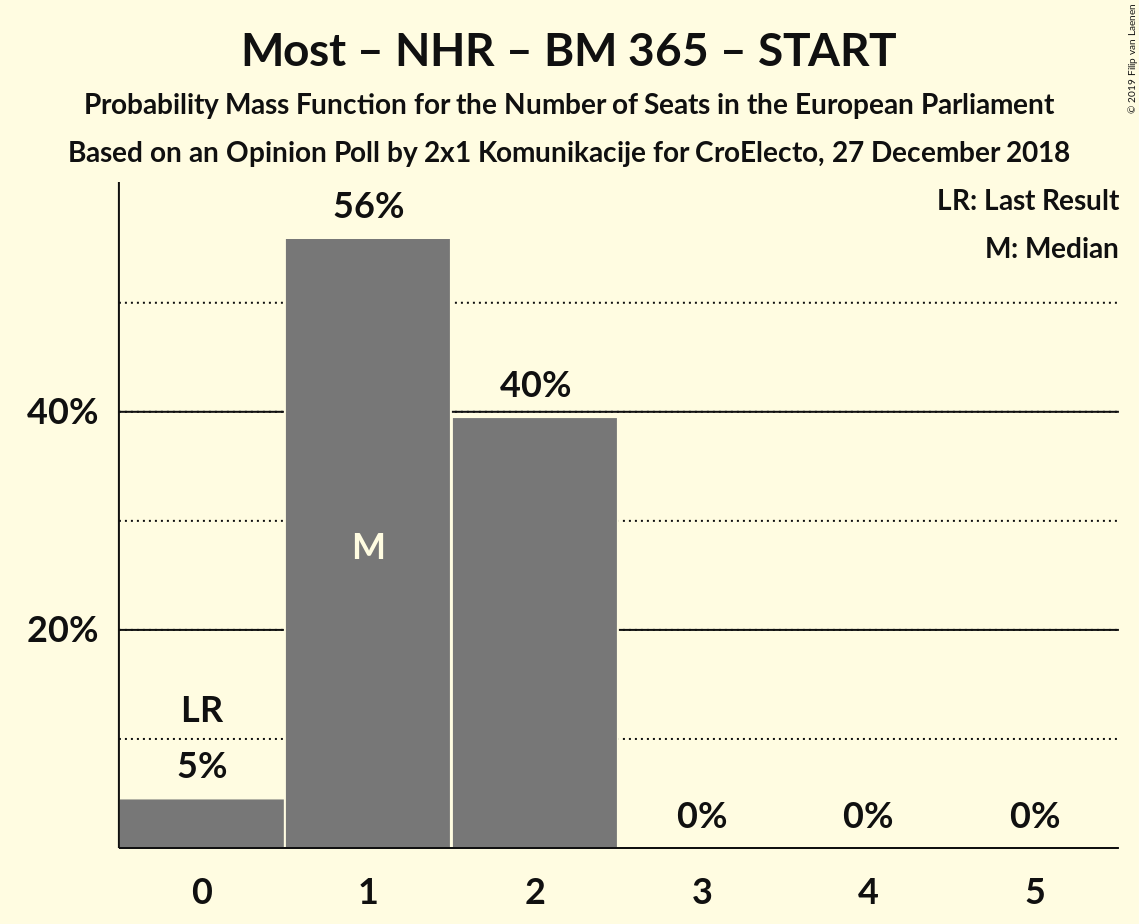 Most – NHR – BM 365 – START
Probability Mass Function for the Number of Seats in the European Parliament
Based on an Opinion Poll by 2x1 Komunikacije for CroElecto, 27 December 2018
© 2019 Filip van Laenen
LR: Last Result
M: Median
56%
40%
40%
M
20%
LR
5%
0%
0%
0%
0
1
2
3
4
5